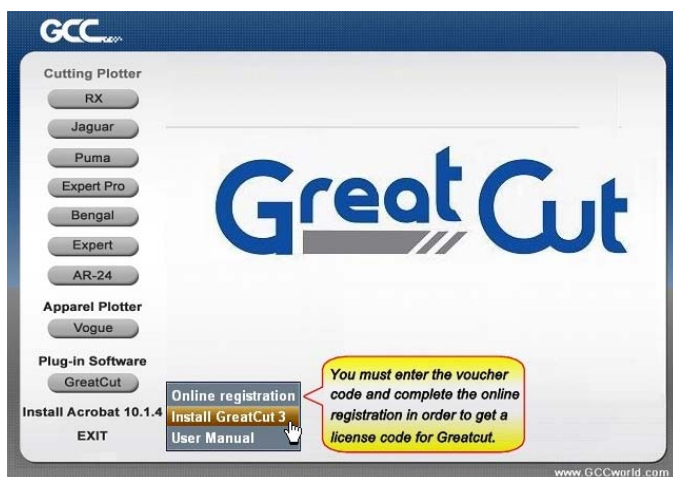 GCC
Cutting Plotter
RX
Jaguar
Puma
Expert Pro
Bengal
Expert
AR-24
Apparel Plotter
Vogue
Plug-in Software
GreatCut
Install Acrobat 10.1.4
EXIT
Great Cut
Online registration
Install GreatCut 3
User Manual
You must enter the voucher
code and complete the online
registration in order to get a
license code for Greatcut.
www.GCCworld.com